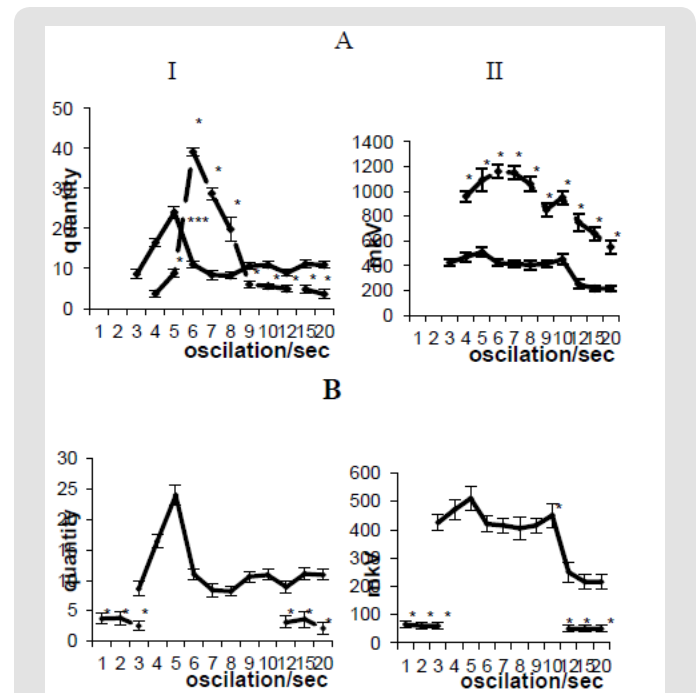 A
I
II
50
40
30
20
10
0
quantity
* * * *** * * * * * *
1 2 3 4 5 6 7 8 9 10 12 15 20
oscilation/sec
1400
1200
1000
800
600
400
200
0
mkV
* * * * * * * * * *
1 2 3 4 5 6 7 8 9 10 12 15 20
oscilation/sec
B
30
25
20
15
10
5
0
quantity
* * * * * *
1 2 3 4 5 6 7 8 9 10 12 15 20
oscilation/sec
600
500
400
300
200
100
0
mkV
* * * * * * *
1 2 3 4 5 6 7 8 9 10 12 15 20
oscilation/sec